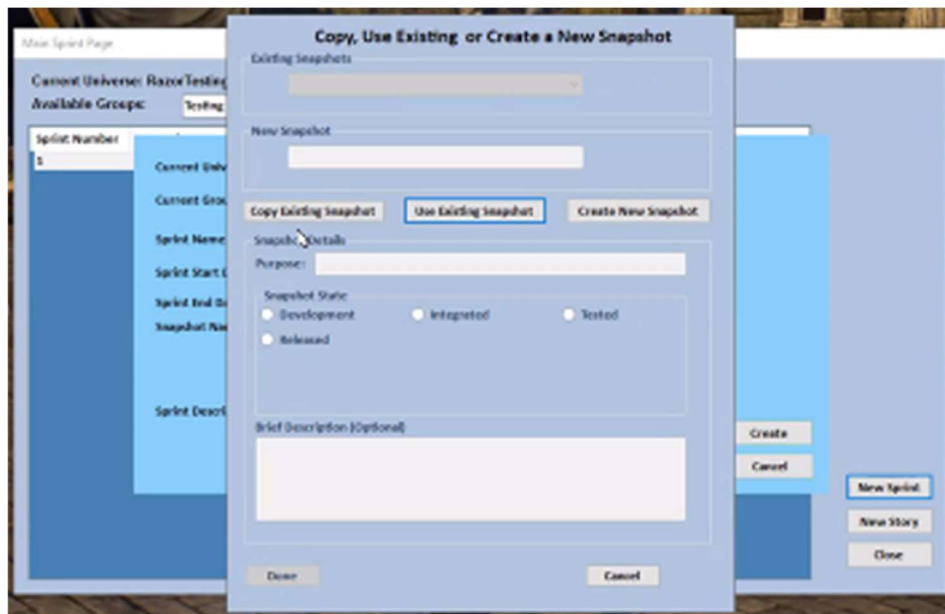 Main Sprint Page
Copy, Use Existing or Create a New Snapshot
Current Universe: RazorTesting
Available Groups: Testing
Sprint Number
1
Existing Snapshots
New Snapshot
Copy Existing Snapshot
Use Existing Snapshot
Create New Snapshot
Current Univ
Current Grou
Sprint Name
Sprint Start D
Sprint End Da
Snapshot Na
Sprint Descri
Snapshot Details
Purpose:
Snapshot State
Development
Integrated
Tested
Released
Brief Description (Optional)
Done
Cancel
Create
Cancel
New Sprint
New Story
Close